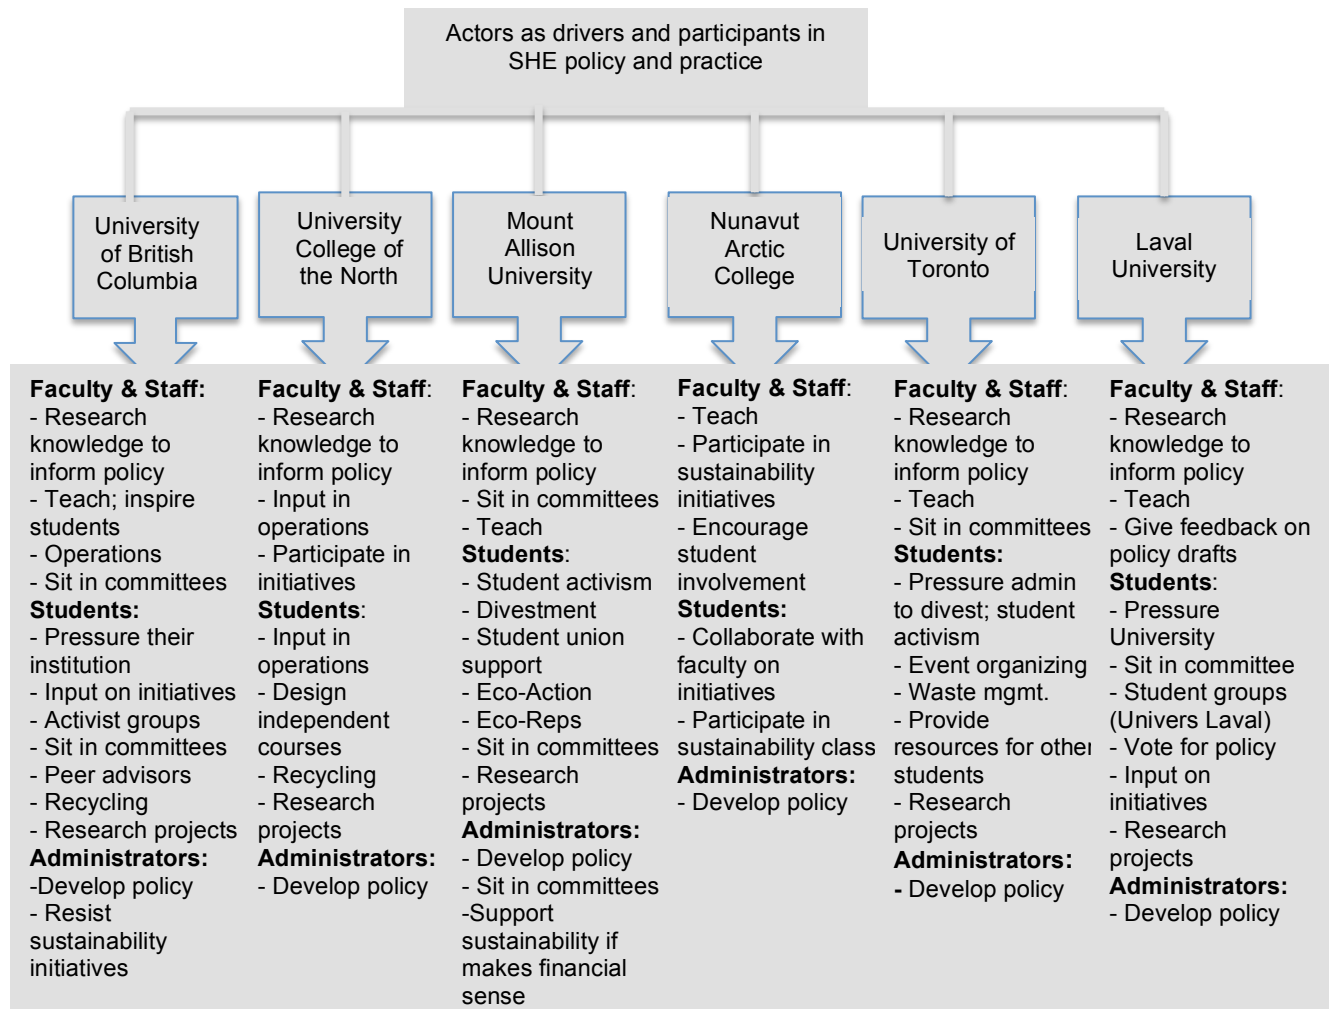 Actors as drivers and participants in
SHE policy and practice
University
of British
Columbia
University
College of
the North
Mount
Allison
University
Nunavut
Arctic
College
University of
Toronto
Laval
University
Faculty & Staff:
- Research
knowledge to
inform policy
- Teach; inspire
students
- Operations
- Sit in committees
Students:
- Pressure their
institution
- Input on initiatives
- Activist groups
- Sit in committees
- Peer advisors
- Recycling
- Research projects
Administrators:
-Develop policy
- Resist
sustainability
initiatives
Faculty & Staff:
- Research
knowledge to
inform policy
- Input in
operations
- Participate in
initiatives
Students:
- Input in
operations
- Design
independent
courses
- Recycling
- Research
projects
Administrators:
- Develop policy
Faculty & Staff:
- Research
knowledge to
inform policy
- Sit in committees
- Teach
Students:
- Student activism
- Divestment
- Student union
support
- Eco-Action
- Eco-Reps
- Sit in committees
- Research
projects
Administrators:
- Develop policy
- Sit in committees
-Support
sustainability if
makes financial
sense
Faculty & Staff:
- Teach
- Participate in
sustainability
initiatives
- Encourage
student
involvement
Students:
- Collaborate with
faculty on
initiatives
- Participate in
sustainability class
Administrators:
- Develop policy
Faculty & Staff:
- Research
knowledge to
inform policy
- Teach
- Sit in committees
Students:
- Pressure admin
to divest; student
activism
- Event organizing
- Waste mgmt.
- Provide
resources for other
students
- Research
projects
Administrators:
- Develop policy
Faculty & Staff:
- Research
knowledge to
inform policy
- Teach
- Give feedback on
policy drafts
Students:
- Pressure
University
- Sit in committee
- Student groups
(Univers Laval)
- Vote for policy
- Input on
initiatives
- Research
projects
Administrators:
- Develop policy